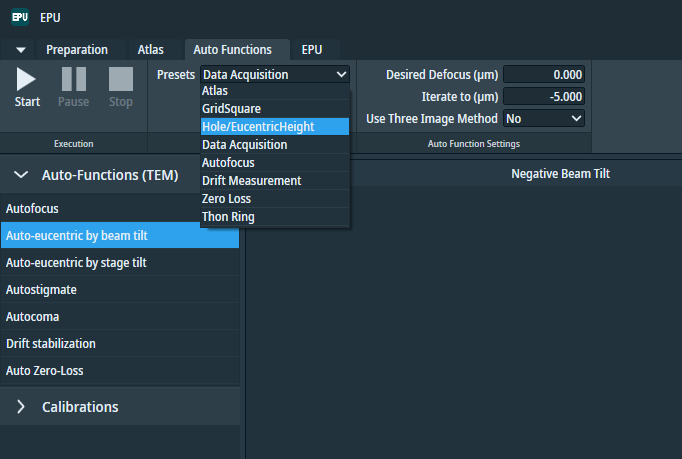 EPU EPU
Preparation Atlas Auto Functions EPU
Start Pause Stop
Execution
Presets Data Acquisition
Atlas
GridSquare
Hole/EucentricHeight
Data Acquisition
Autofocus
Drift Measurement
Zero Loss
Thon Ring
Desired Defocus (µm) 0.000
Iterate to (µm) -5.000
Use Three Image Method No
Auto Function Settings
Auto-Functions (TEM)
Autofocus
Auto-eucentric by beam tilt
Auto-eucentric by stage tilt
Autostigmate
Autocoma
Drift stabilization
Auto Zero-Loss
Calibrations
Negative Beam Tilt